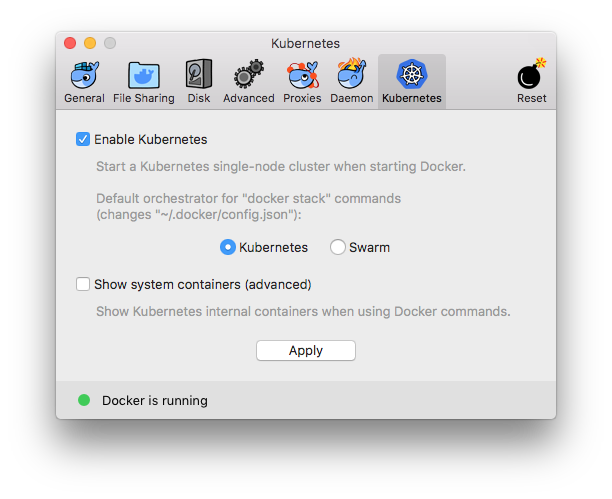 Kubernetes
General File Sharing Disk Advanced Proxies Daemon Kubernetes Reset
Enable Kubernetes
Start a Kubernetes single-node cluster when starting Docker.
Default orchestrator for "docker stack" commands
(changes "~/.docker/config.json"):
Kubernetes Swarm
Show system containers (advanced)
Show Kubernetes internal containers when using Docker commands.
Apply
Docker is running